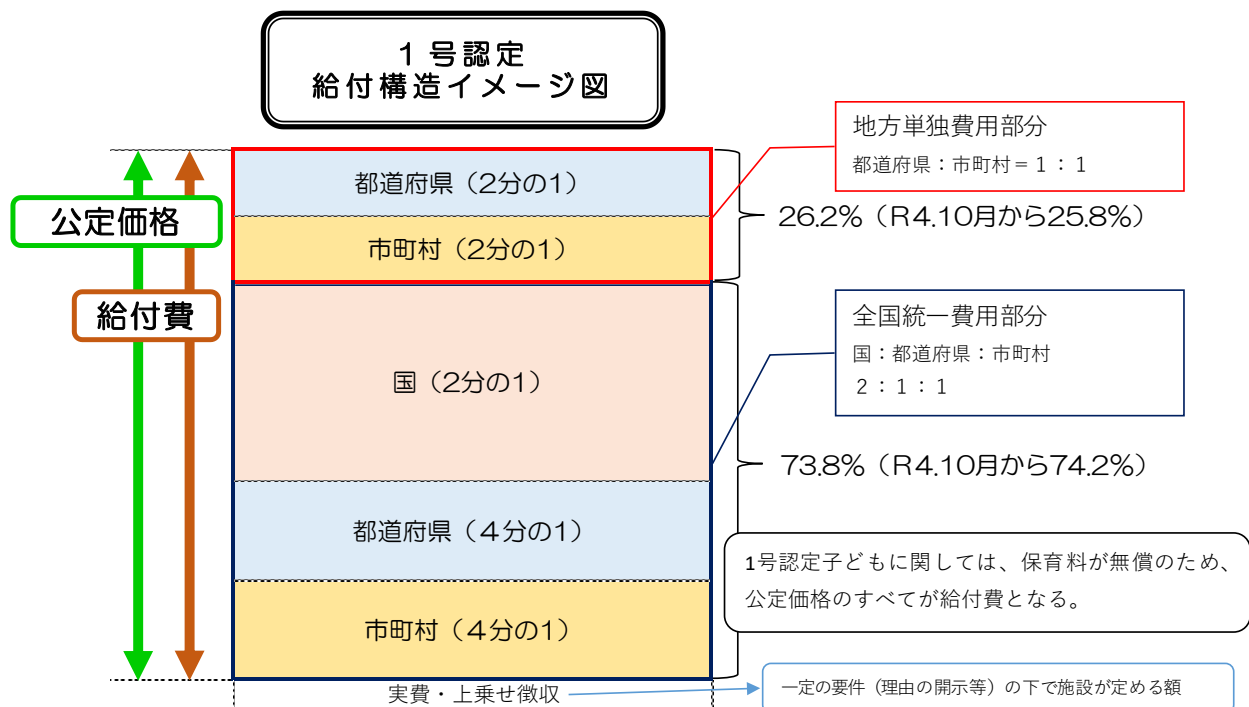 １号認定
給付構造イメージ図
地方単独費用部分
都道府県：市町村＝１：１
都道府県（2分の1）
公定価格
26.2%（Ｒ4.10月から25.8%）
市町村（2分の1）
給付費
全国統一費用部分
国：都道府県：市町村
２：１：１
国（2分の1）
73.8%（Ｒ4.10月から74.2%）
都道府県（４分の1）
1号認定子どもに関しては、保育料が無償のため、
公定価格のすべてが給付費となる。
市町村（４分の1）
実費・上乗せ徴収
一定の要件（理由の開示等）の下で施設が定める額